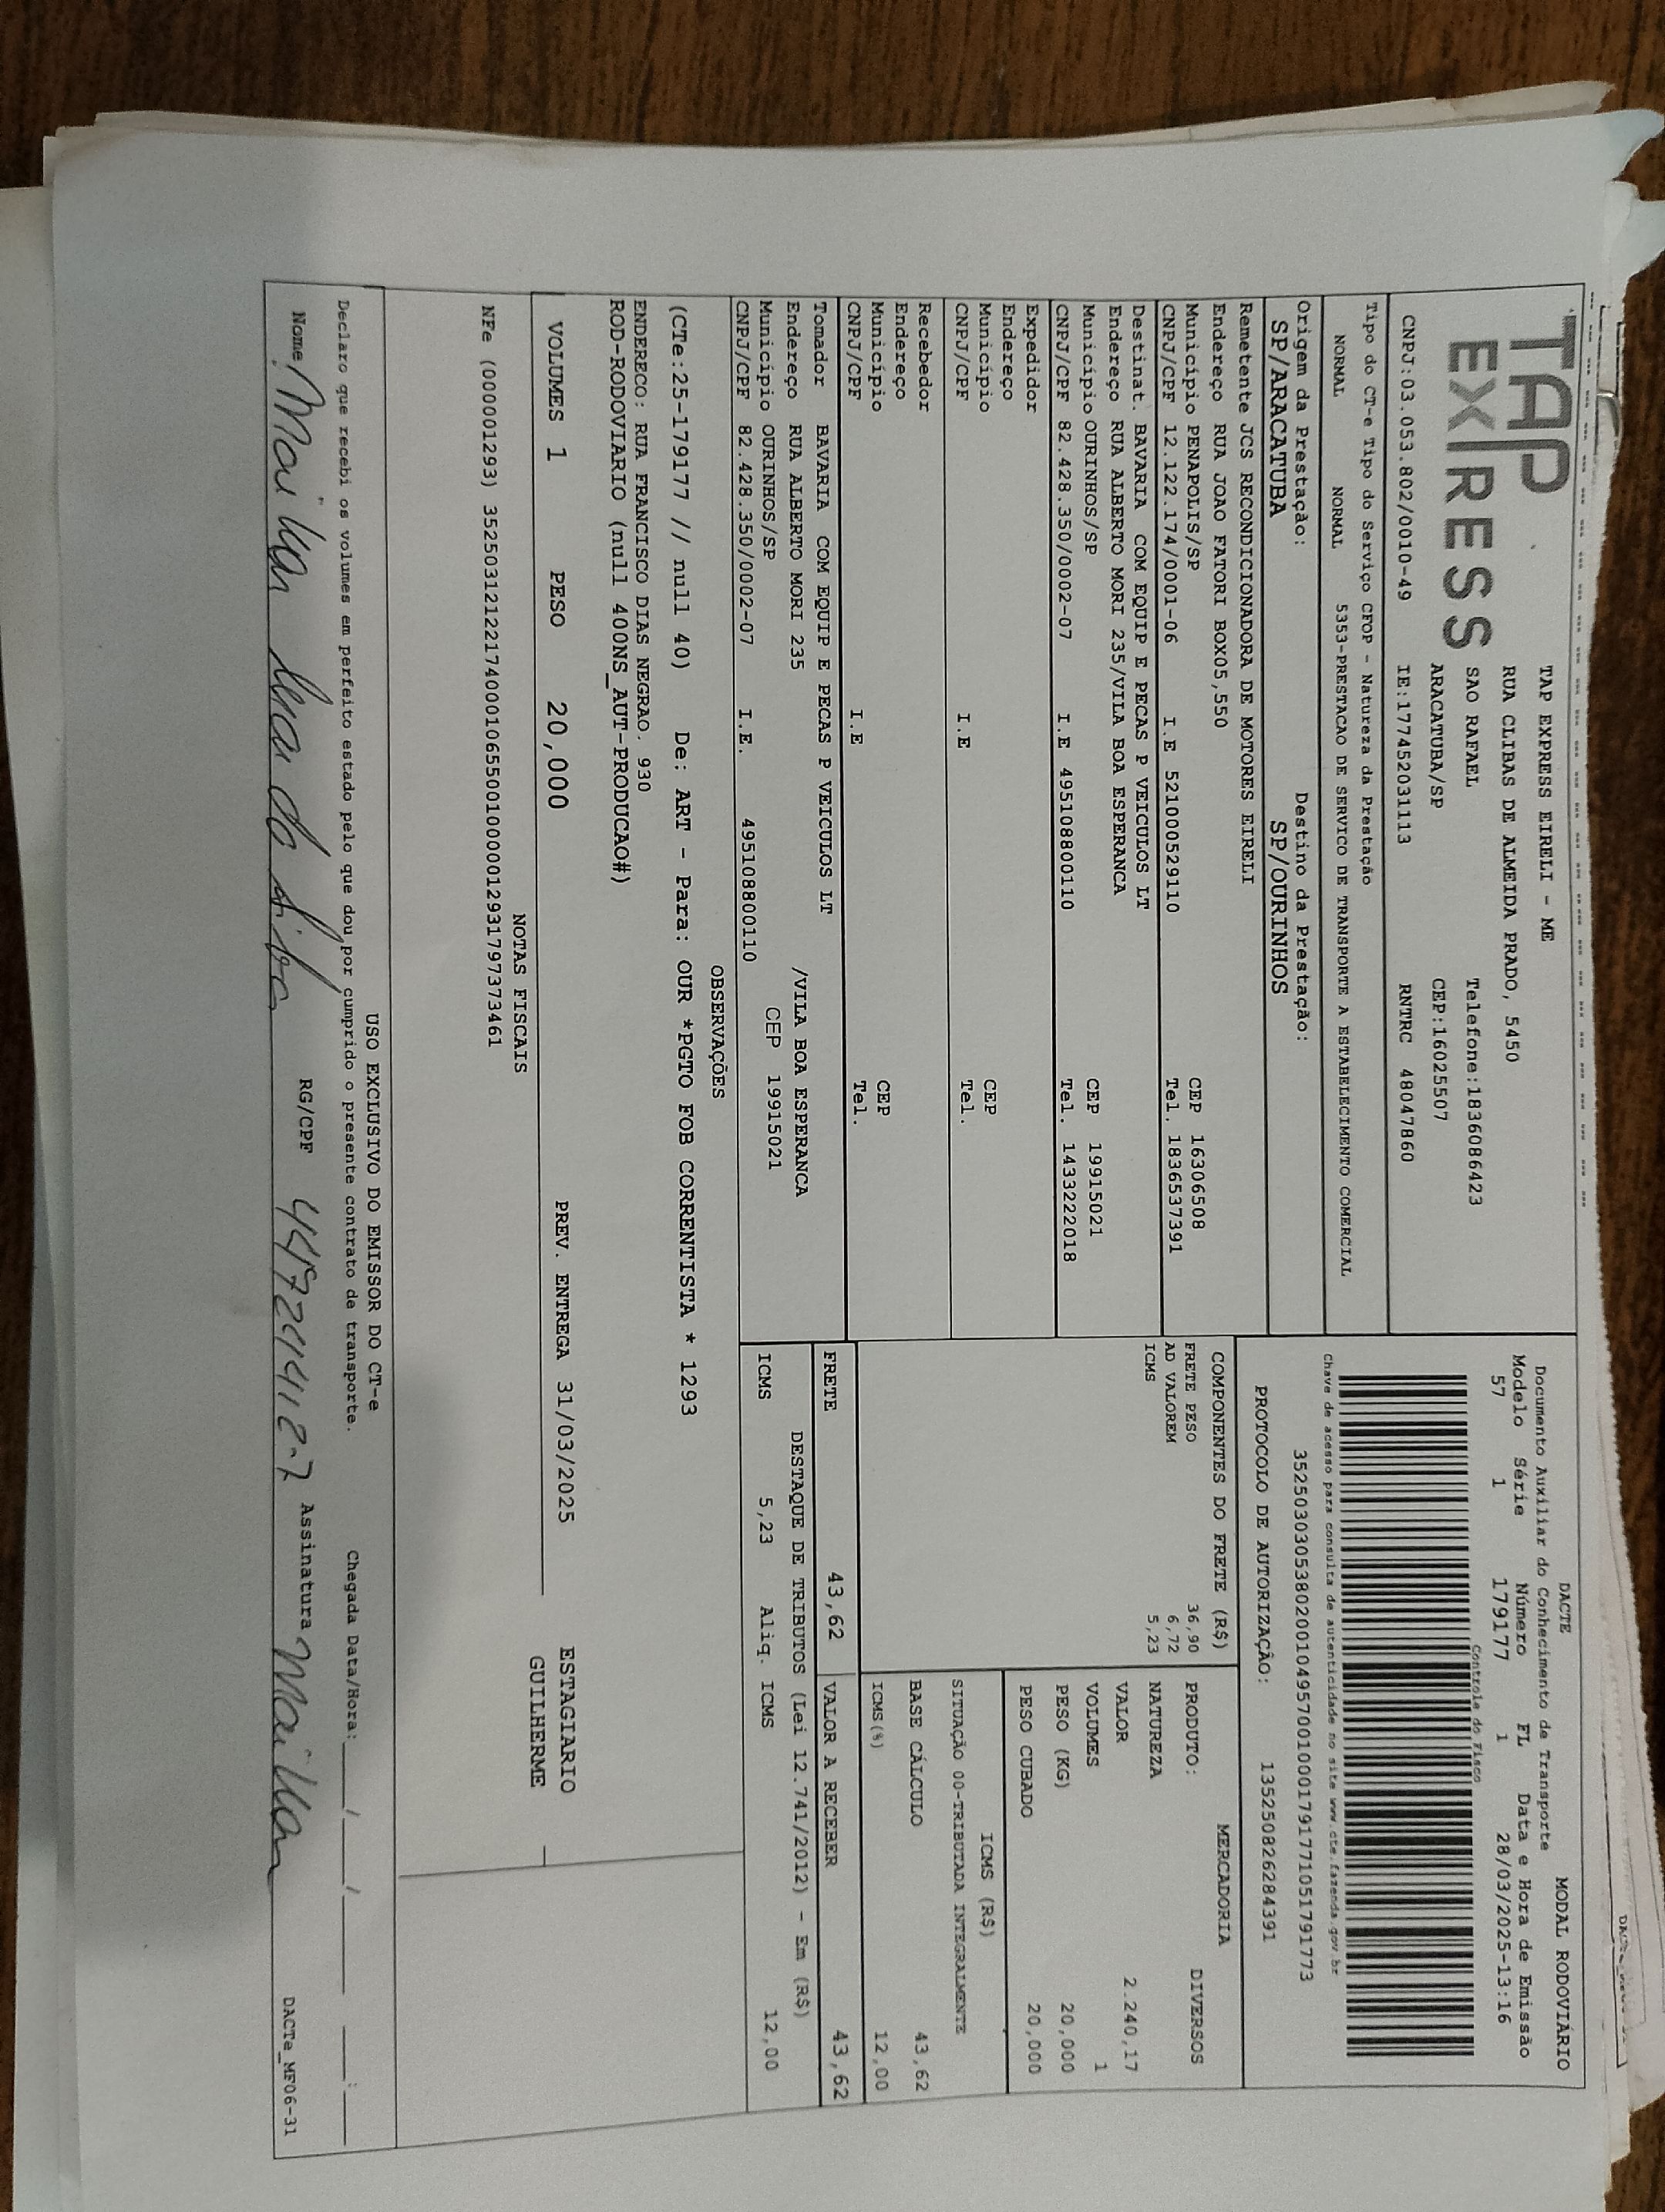 TAP
EXPRESS
TAP EXPRESS EIRELI - ME
RUA CLIBAS DE ALMEIDA PRADO, 5450
SAO RAFAEL Telefone:1836086423
ARACATUBA/SP CEP:16025507
CNPJ:03.053.802/0010-49 IE:177452031113 RNTRC 48047860
DACTE MODAL RODOVIÁRIO
Documento Auxiliar do Conhecimento de Transporte
Modelo Série Número FL Data e Hora de Emissão
57 1 179177 1 28/03/2025-13:16
Controle do Fisco
Chave de acesso para consulta de autenticidade no site www.cte.fazenda.gov.br
35250303053802001049570010001791771051791773
PROTOCOLO DE AUTORIZAÇÃO: 135250826284391
Tipo do CT-e Tipo do Serviço CFOP - Natureza da Prestação
NORMAL NORMAL 5353-PRESTACAO DE SERVICO DE TRANSPORTE A ESTABELECIMENTO COMERCIAL
Origem da Prestação: Destino da Prestação:
SP/ARACATUBA SP/OURINHOS
Remetente JCS RECONDICIONADORA DE MOTORES EIRELI
Endereço RUA JOAO FATORI BOX05,550
Município PENAPOLIS/SP CEP 16306508
CNPJ/CPF 12.122.174/0001-06 I.E 521000529110 Tel. 1836537391
Destinat. BAVARIA COM EQUIP E PECAS P VEICULOS LT
Endereço RUA ALBERTO MORI 235/VILA BOA ESPERANCA
Município OURINHOS/SP CEP 19915021
CNPJ/CPF 82.428.350/0002-07 I.E 495108800110 Tel. 1433222018
Expedidor
Endereço
Município CEP
CNPJ/CPF I.E Tel.
Recebedor
Endereço
Município CEP
CNPJ/CPF I.E Tel.
Tomador BAVARIA COM EQUIP E PECAS P VEICULOS LT
Endereço RUA ALBERTO MORI 235 /VILA BOA ESPERANCA
Município OURINHOS/SP CEP 19915021
CNPJ/CPF 82.428.350/0002-07 I.E. 495108800110
COMPONENTES DO FRETE (R$)
FRETE PESO 36,90
AD VALOREM 6,72
ICMS 5,23
MERCADORIA
PRODUTO: DIVERSOS
NATUREZA
VALOR 2.240,17
VOLUMES 1
PESO (KG) 20,000
PESO CUBADO 20,000
ICMS (R$)
SITUAÇÃO 00-TRIBUTADA INTEGRALMENTE
BASE CÁLCULO 43,62
ICMS(%) 12,00
FRETE 43,62 VALOR A RECEBER 43,62
DESTAQUE DE TRIBUTOS (Lei 12.741/2012) - Em (R$)
ICMS 5,23 Aliq. ICMS 12,00
OBSERVAÇÕES
(CTe:25-179177 // null 40) De: ART - Para: OUR *PGTO FOB CORRENTISTA * 1293
ENDERECO: RUA FRANCISCO DIAS NEGRAO. 930
ROD-RODOVIARIO (null 400NS_AUT-PRODUCAO#)
VOLUMES 1 PESO 20,000 PREV. ENTREGA 31/03/2025 ESTAGIARIO
GUILHERME
NOTAS FISCAIS
NFe (000001293) 35250312122174000106550010000012931797373461
USO EXCLUSIVO DO EMISSOR DO CT-e
Declaro que recebi os volumes em perfeito estado pelo que dou por cumprido o presente contrato de transporte. Chegada Data/Hora:____/____/____ ____:____
Nome: da Silva RG/CPF Assinatura DACTe_MF06-31